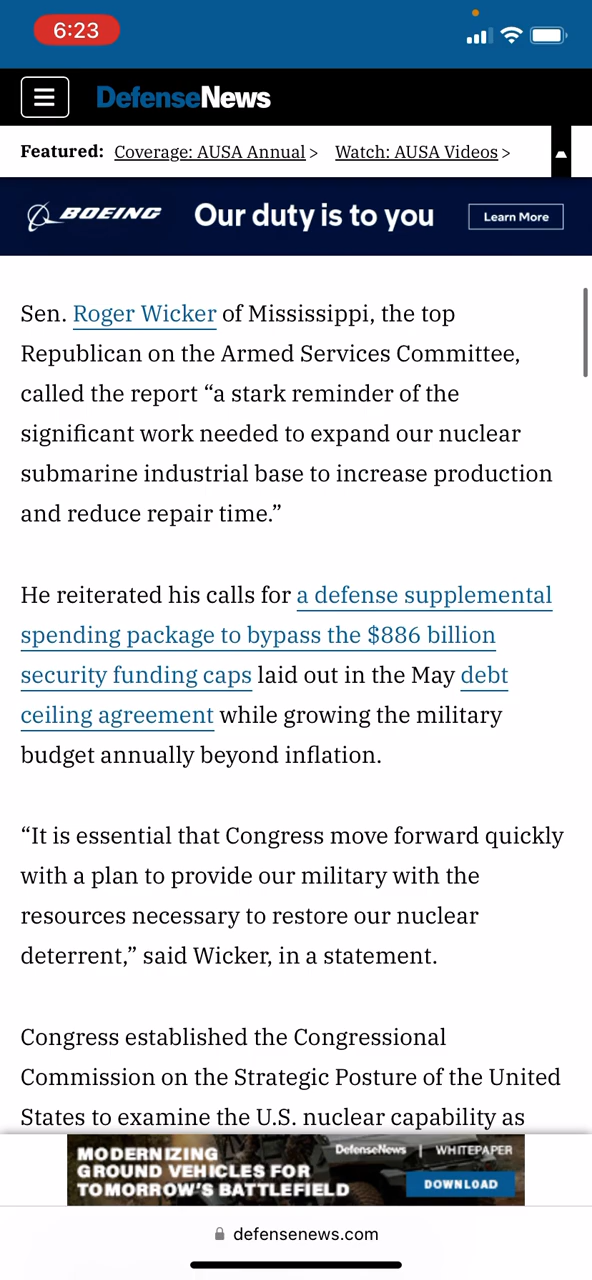 6:23
DefenseNews
Featured: Coverage: AUSA Annual > Watch: AUSA Videos >
BOEING Our duty is to you Learn More
Sen. Roger Wicker of Mississippi, the top
Republican on the Armed Services Committee,
called the report “a stark reminder of the
significant work needed to expand our nuclear
submarine industrial base to increase production
and reduce repair time.”
He reiterated his calls for a defense supplemental
spending package to bypass the $886 billion
security funding caps laid out in the May debt
ceiling agreement while growing the military
budget annually beyond inflation.
“It is essential that Congress move forward quickly
with a plan to provide our military with the
resources necessary to restore our nuclear
deterrent,” said Wicker, in a statement.
Congress established the Congressional
Commission on the Strategic Posture of the United
States to examine the U.S. nuclear capability as
DefenseNews | WHITEPAPER
MODERNIZING
GROUND VEHICLES FOR
TOMORROW’S BATTLEFIELD
DOWNLOAD
defensenews.com